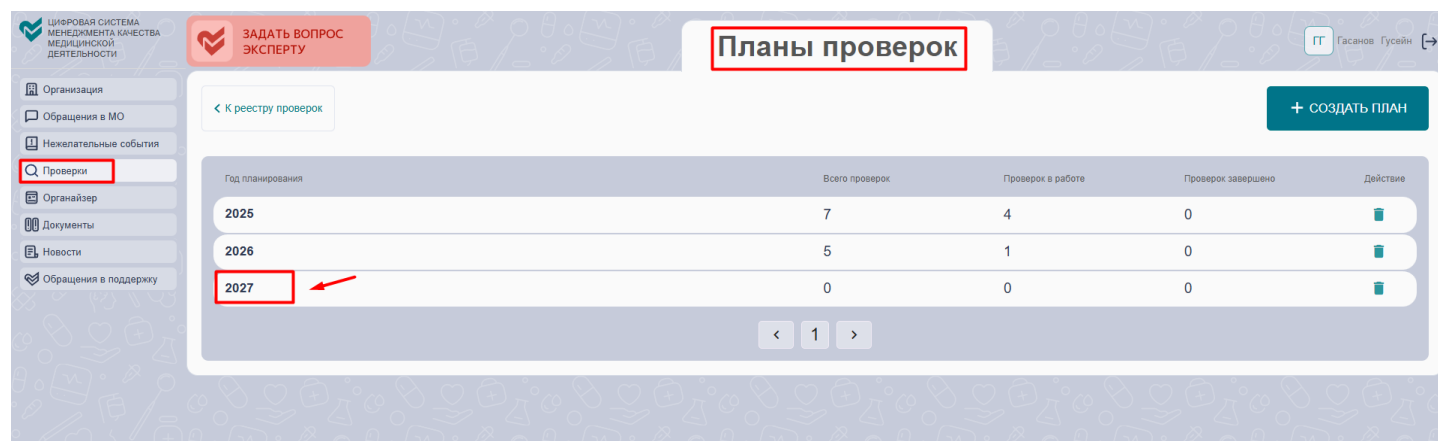 ЦИФРОВАЯ СИСТЕМА
МЕНЕДЖМЕНТА КАЧЕСТВА
МЕДИЦИНСКОЙ
ДЕЯТЕЛЬНОСТИ
ЗАДАТЬ ВОПРОС
ЭКСПЕРТУ
Планы проверок
ГГ Гасанов Гусейн
Организация
Обращения в МО
Нежелательные события
Проверки
Органайзер
Документы
Новости
Обращения в поддержку
К реестру проверок
+ СОЗДАТЬ ПЛАН
Год планирования Всего проверок Проверок в работе Проверок завершено Действие
2025 7 4 0
2026 5 1 0
2027 0 0 0
< 1 >